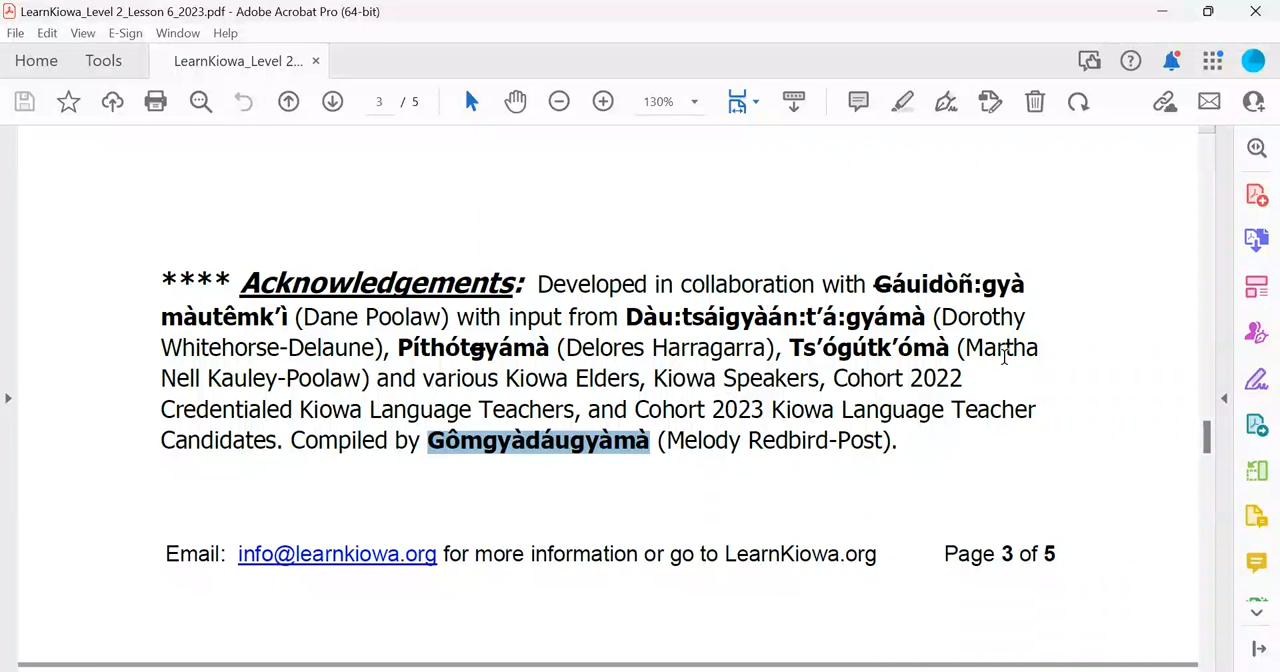 LearnKiowa_Level 2_Lesson 6_2023.pdf - Adobe Acrobat Pro (64-bit)
File Edit View E-Sign Window Help
Home Tools LearnKiowa_Level 2... ×
3 / 5 130%
**** Acknowledgements: Developed in collaboration with G̶áuidòñ:gyà
màutêmk’ì (Dane Poolaw) with input from Dàu:tsáigyàán:t’á:gyámà (Dorothy
Whitehorse-Delaune), Píthótg̶yámà (Delores Harragarra), Ts’ógútk’ómà (Martha
Nell Kauley-Poolaw) and various Kiowa Elders, Kiowa Speakers, Cohort 2022
Credentialed Kiowa Language Teachers, and Cohort 2023 Kiowa Language Teacher
Candidates. Compiled by Gômgyàdáugyàmà (Melody Redbird-Post).
Email: info@learnkiowa.org for more information or go to LearnKiowa.org Page 3 of 5